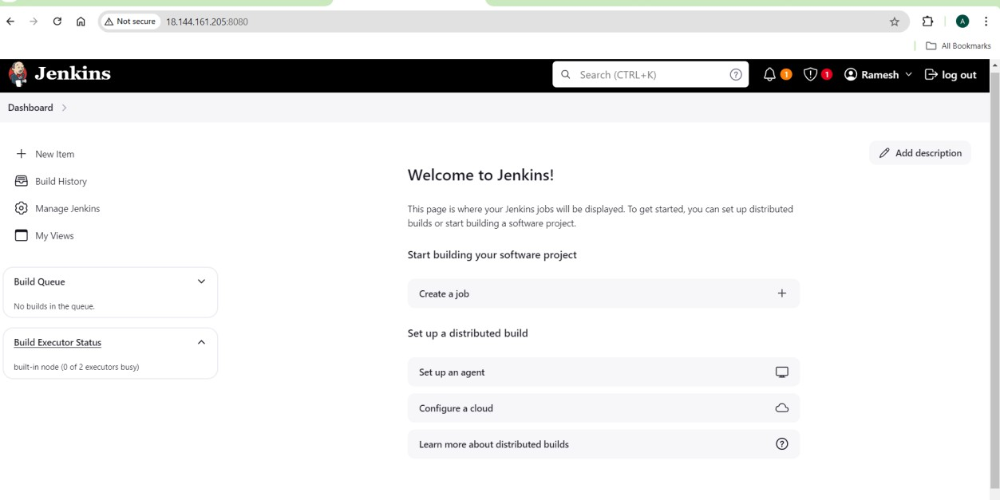 Not secure 18.144.161.205:8080
All Bookmarks
Jenkins
Search (CTRL+K) ? 1 1 Ramesh log out
Dashboard >
New Item
Build History
Manage Jenkins
My Views
Build Queue
No builds in the queue.
Build Executor Status
built-in node (0 of 2 executors busy)
Add description
Welcome to Jenkins!
This page is where your Jenkins jobs will be displayed. To get started, you can set up distributed
builds or start building a software project.
Start building your software project
Create a job
Set up a distributed build
Set up an agent
Configure a cloud
Learn more about distributed builds